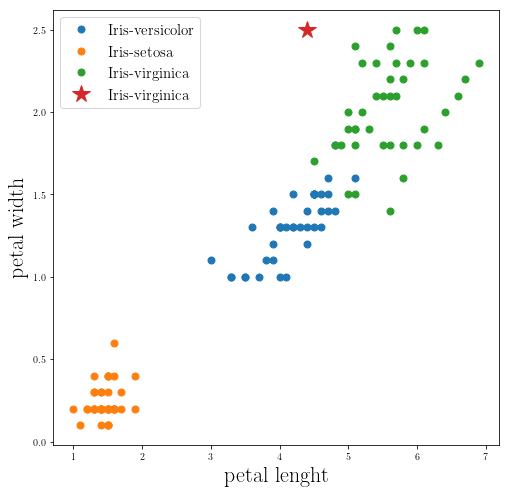 Iris-versicolor
Iris-setosa
Iris-virginica
Iris-virginica
2.5
2.0
1.5
1.0
0.5
0.0
petal width
1 2 3 4 5 6 7
petal lenght